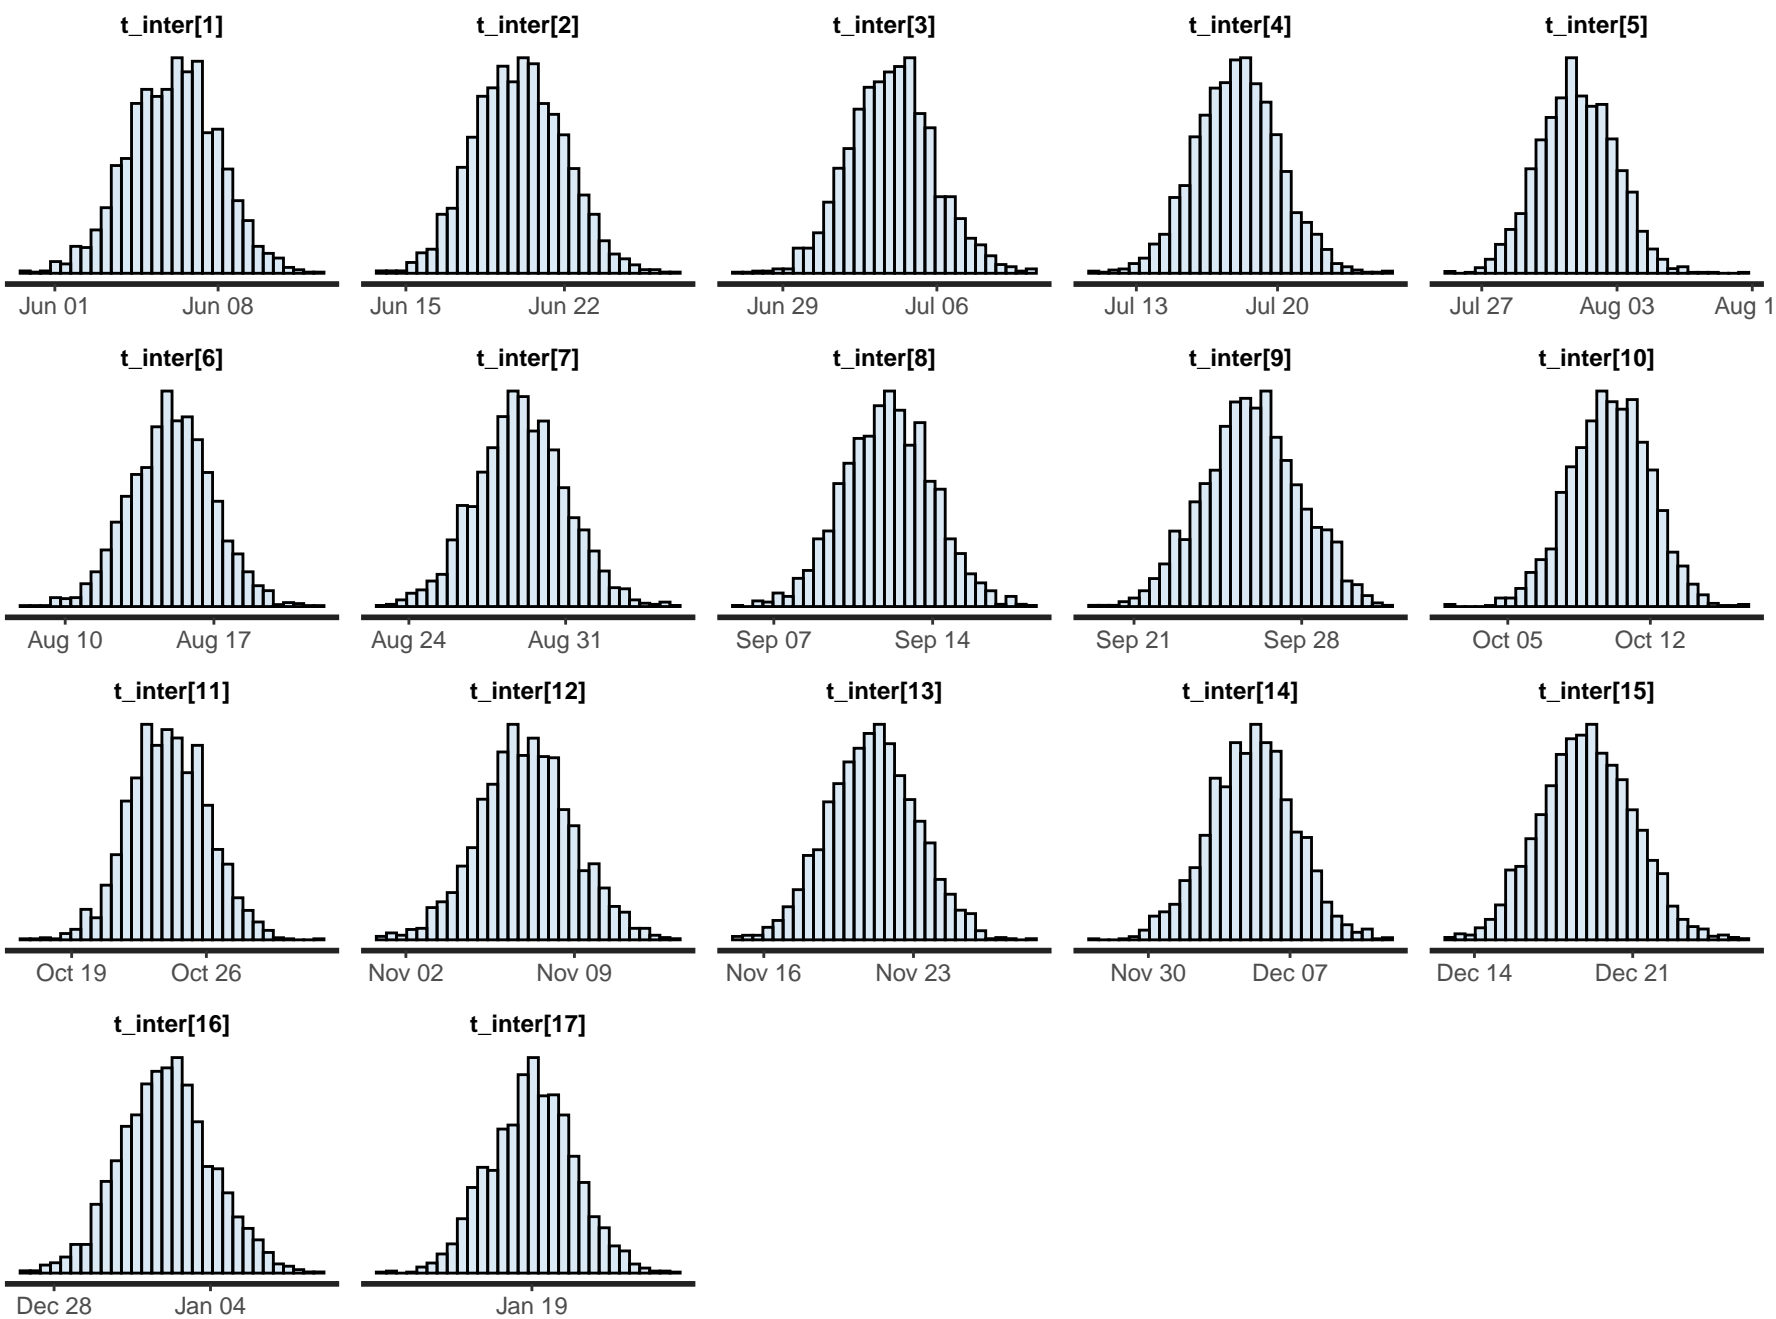 t_inter[1] t_inter[2] t_inter[3] t_inter[4] t_inter[5]
Jun 01 Jun 08 Jun 15 Jun 22 Jun 29 Jul 06 Jul 13 Jul 20 Jul 27 Aug 03 Aug 1
t_inter[6] t_inter[7] t_inter[8] t_inter[9] t_inter[10]
Aug 10 Aug 17 Aug 24 Aug 31 Sep 07 Sep 14 Sep 21 Sep 28 Oct 05 Oct 12
t_inter[11] t_inter[12] t_inter[13] t_inter[14] t_inter[15]
Oct 19 Oct 26 Nov 02 Nov 09 Nov 16 Nov 23 Nov 30 Dec 07 Dec 14 Dec 21
t_inter[16] t_inter[17]
Dec 28 Jan 04 Jan 19